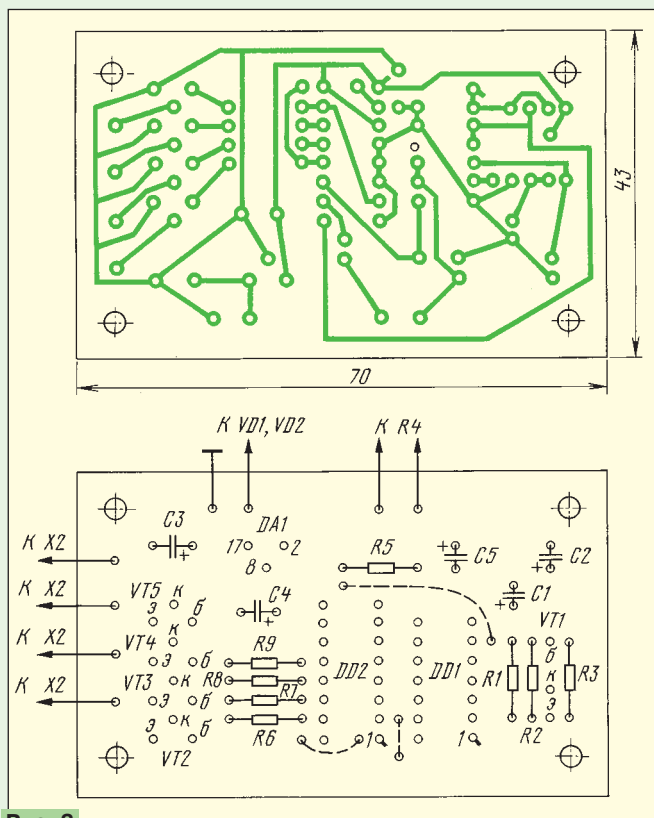 43
70
К VD1, VD2
К R4
К X2
К X2
К X2
К X2
C3
+
DA1
17
2
8
R5
+
C5
+
C2
+
C1
VT5
К
Э
б
К
C4
+
VT1
б
К
Э
VT4
Э
б
R9
R8
R7
R6
DD2
DD1
R1
R2
R3
VT3
К
Э
б
К
Э
б
VT2
1
1